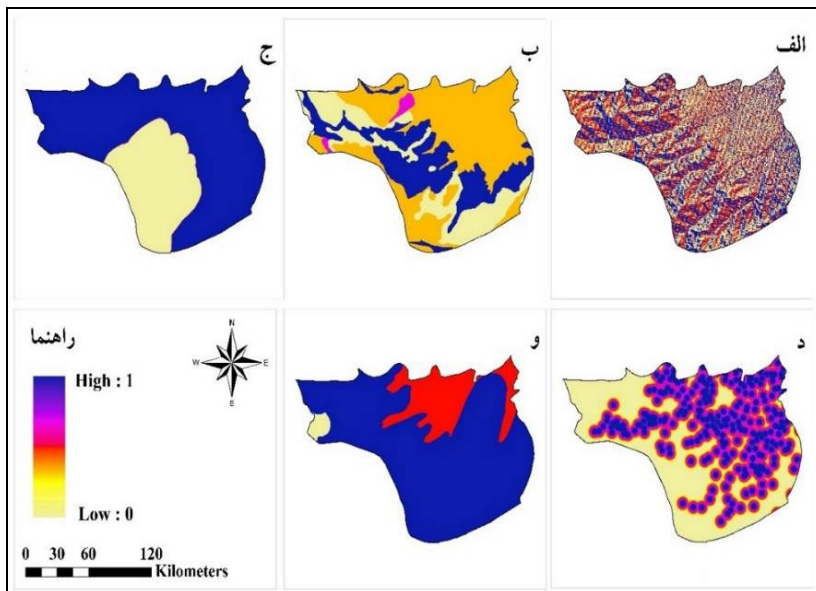 الف
ب
ج
د
و
راهنما
N
W E
E
High : 1
Low : 0
0 30 60 120
Kilometers